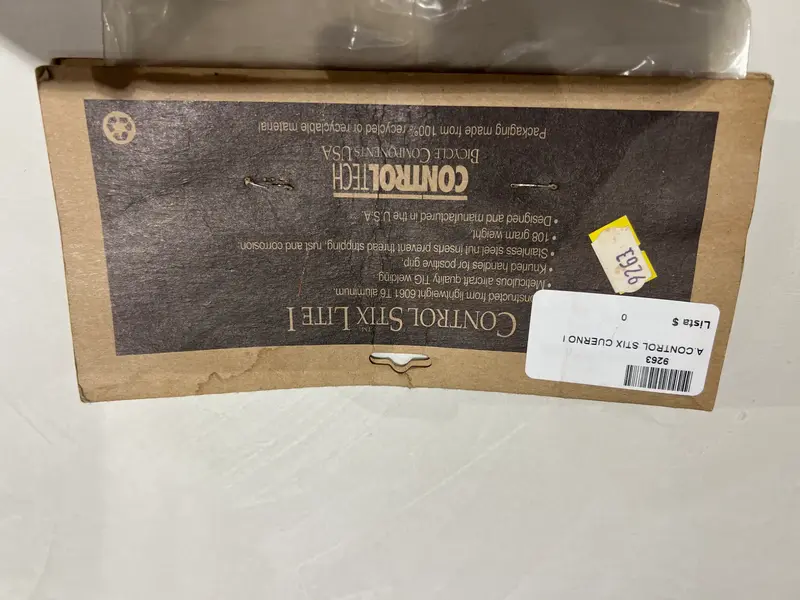 CONTROL STIX LITE I
onstructed from lightweight 6061 T6 aluminum.
• Meticulous aircraft quality TIG welding
• Knurled handles for positive grip.
• Stainless steel nut inserts prevent thread stripping, rust and corrosion.
• 108 gram weight.
• Designed and manufactured in the U.S.A.
CONTROLTECH
BICYCLE COMPONENTS USA
Packaging made from 100% recycled or recyclable material
9263
9263
A.CONTROL STIX CUERNO I
0
Lista $